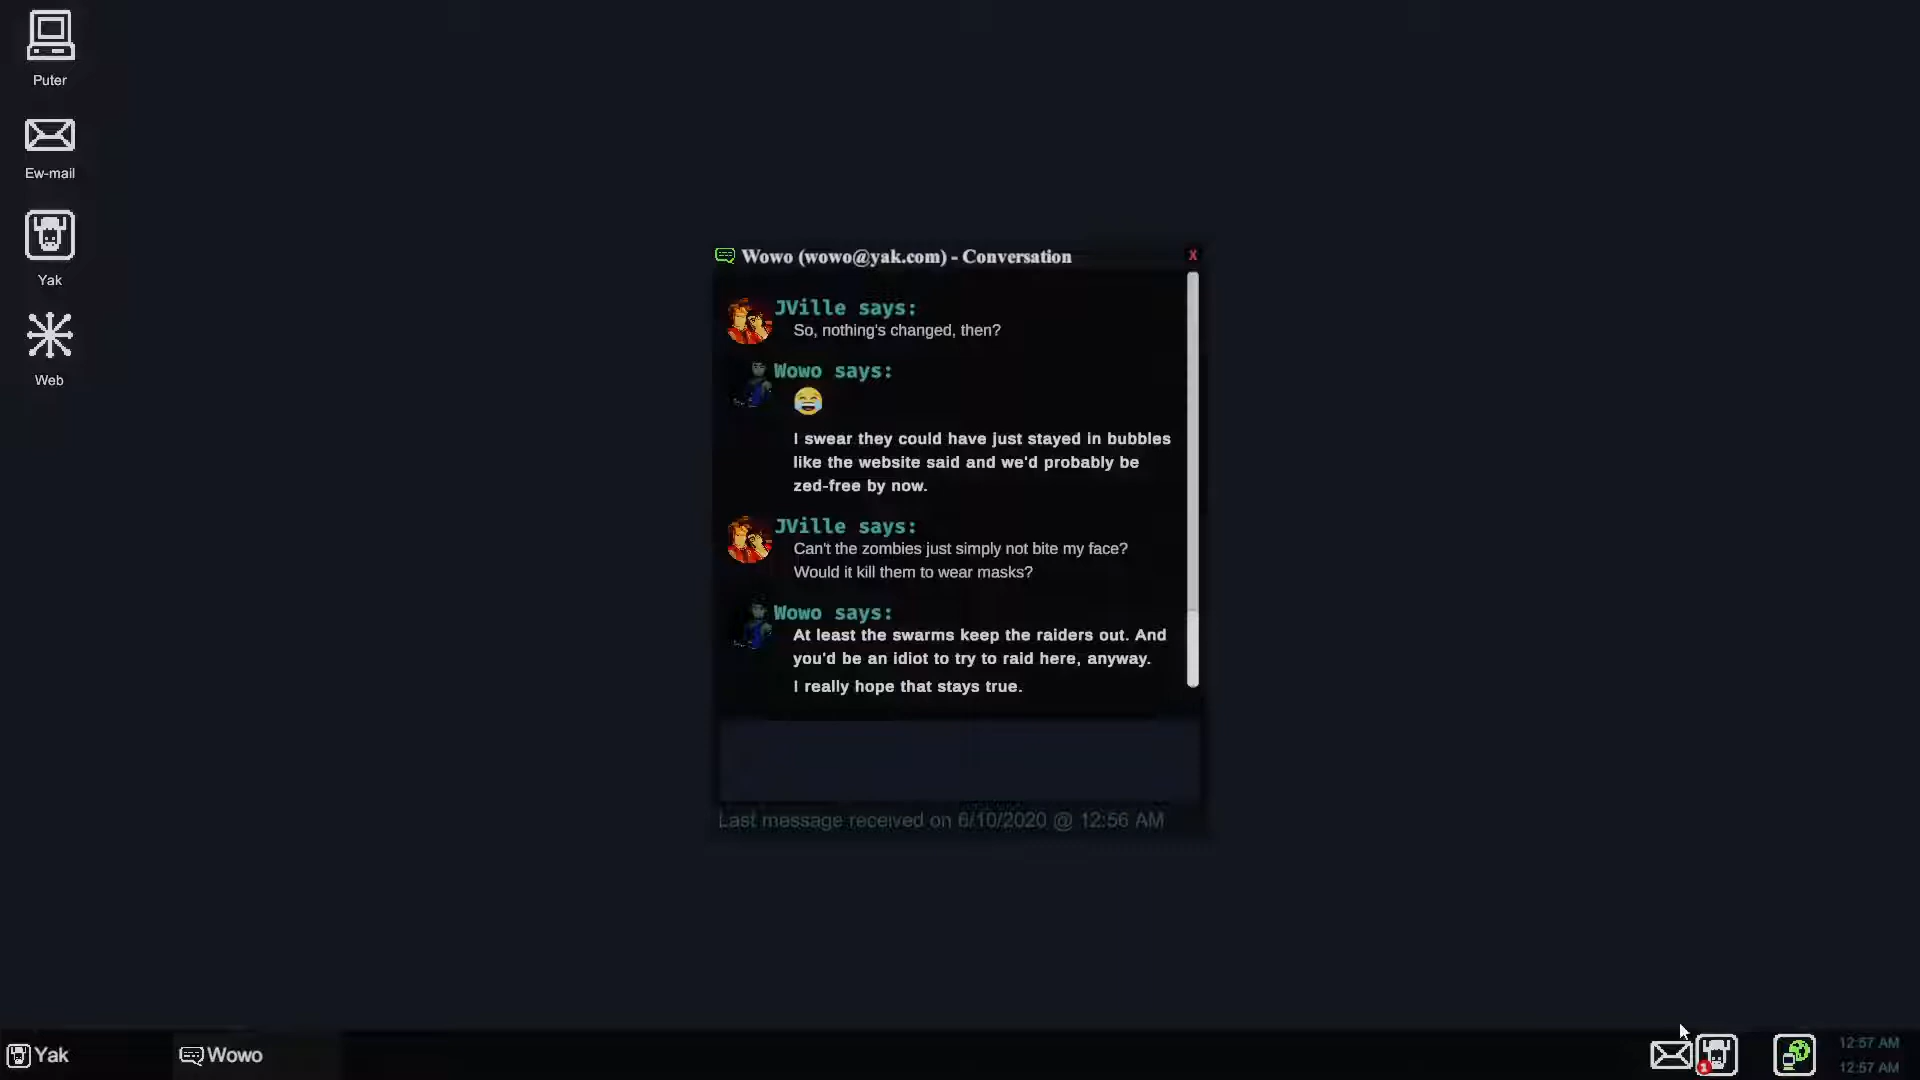 Puter
Ew-mail
Yak
Web
Wowo (wowo@yak.com) - Conversation
X
JVille says:
So, nothing's changed, then?
Wowo says:
😂
I swear they could have just stayed in bubbles
like the website said and we'd probably be
zed-free by now.
JVille says:
Can't the zombies just simply not bite my face?
Would it kill them to wear masks?
Wowo says:
At least the swarms keep the raiders out. And
you'd be an idiot to try to raid here, anyway.
I really hope that stays true.
Last message received on 6/10/2020 @ 12:56 AM
Yak
Wowo
1
12:57 AM
12:57 AM